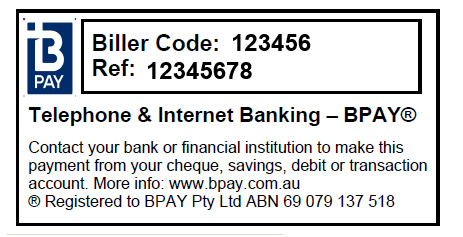 B
PAY
Biller Code: 123456
Ref: 12345678
Telephone & Internet Banking – BPAY®
Contact your bank or financial institution to make this
payment from your cheque, savings, debit or transaction
account. More info: www.bpay.com.au
® Registered to BPAY Pty Ltd ABN 69 079 137 518